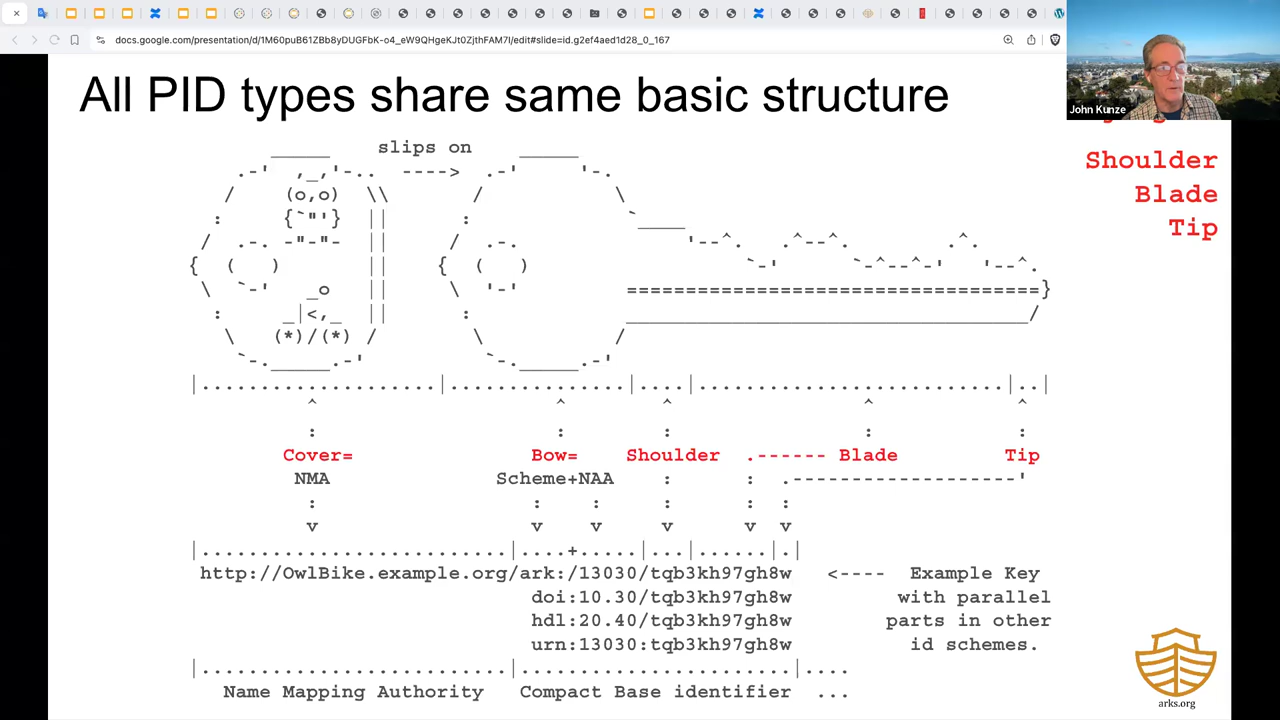 docs.google.com/presentation/d/1M60puB61ZBb8yDUGFbK-o4_eW9QHgeKJt0ZjthFAM7I/edit#slide=id.g2ef4aed1d28_0_167
John Kunze
All PID types share same basic structure
Shoulder
Blade
Tip
slips on
Cover= Bow= Shoulder .------ Blade Tip
NMA Scheme+NAA
http://OwlBike.example.org/ark:/13030/tqb3kh97gh8w <---- Example Key
doi:10.30/tqb3kh97gh8w with parallel
hdl:20.40/tqb3kh97gh8w parts in other
urn:13030:tqb3kh97gh8w id schemes.
Name Mapping Authority Compact Base identifier ...
arks.org